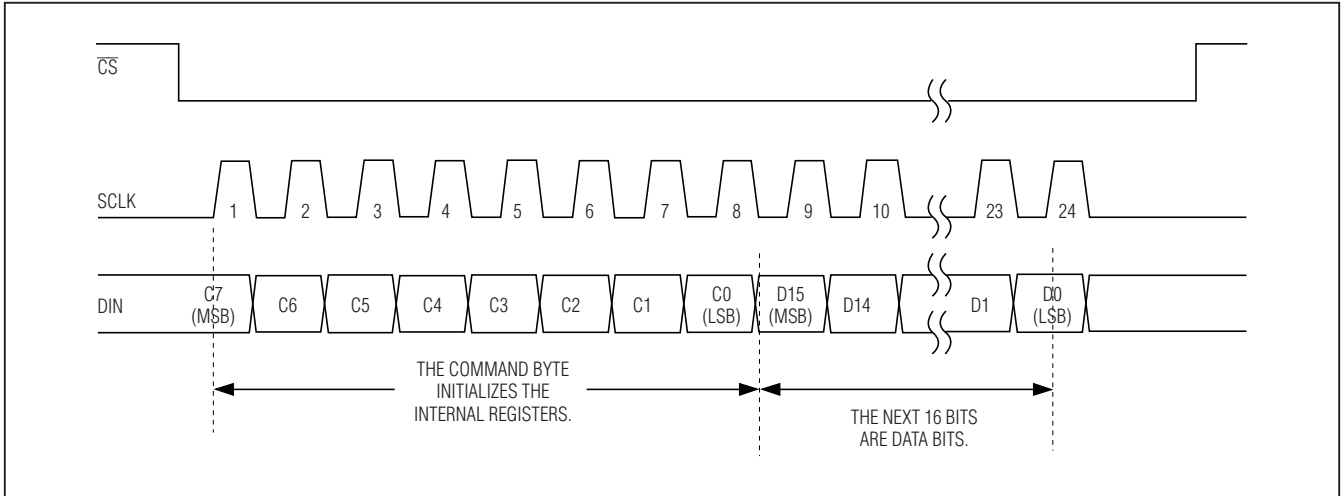 CS
SCLK
1 2 3 4 5 6 7 8 9 10 23 24
DIN
C7 (MSB)
C6
C5
C4
C3
C2
C1
C0 (LSB)
D15 (MSB)
D14
D1
D0 (LSB)
THE COMMAND BYTE
INITIALIZES THE
INTERNAL REGISTERS.
THE NEXT 16 BITS
ARE DATA BITS.